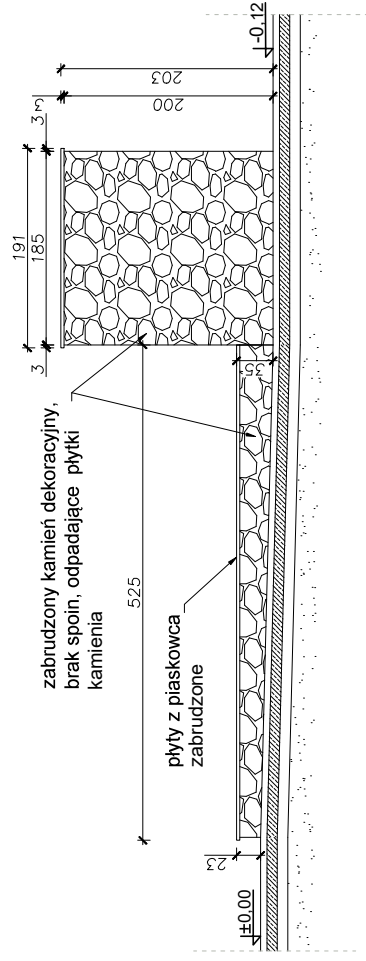 zabrudzony kamień dekoracyjny,
brak spoin, odpadające płytki
kamienia
płyty z piaskowca
zabrudzone
525
191
3
185
3
3
200
203
35
23
±0,00
-0,12